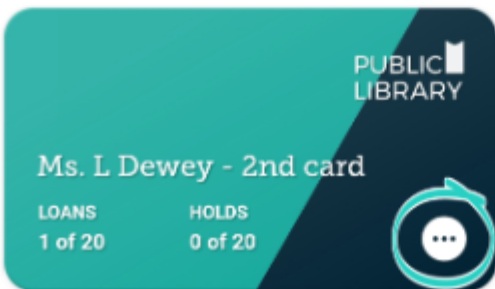 PUBLIC
LIBRARY
Ms. L Dewey - 2nd card
LOANS HOLDS
1 of 20 0 of 20